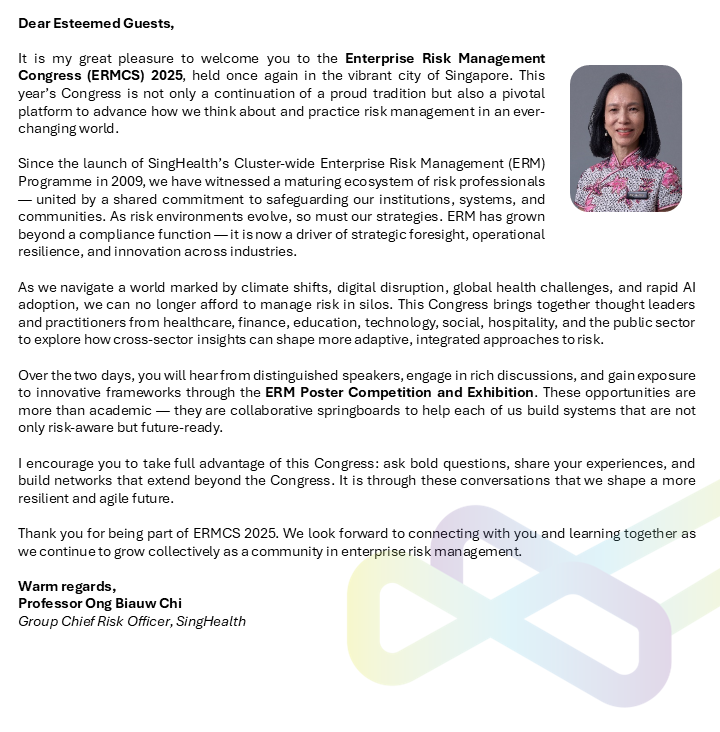 Dear Esteemed Guests,
It is my great pleasure to welcome you to the Enterprise Risk Management
Congress (ERMCS) 2025, held once again in the vibrant city of Singapore. This
year’s Congress is not only a continuation of a proud tradition but also a pivotal
platform to advance how we think about and practice risk management in an ever-
changing world.
Since the launch of SingHealth’s Cluster-wide Enterprise Risk Management (ERM)
Programme in 2009, we have witnessed a maturing ecosystem of risk professionals
— united by a shared commitment to safeguarding our institutions, systems, and
communities. As risk environments evolve, so must our strategies. ERM has grown
beyond a compliance function — it is now a driver of strategic foresight, operational
resilience, and innovation across industries.
As we navigate a world marked by climate shifts, digital disruption, global health challenges, and rapid AI
adoption, we can no longer afford to manage risk in silos. This Congress brings together thought leaders
and practitioners from healthcare, finance, education, technology, social, hospitality, and the public sector
to explore how cross-sector insights can shape more adaptive, integrated approaches to risk.
Over the two days, you will hear from distinguished speakers, engage in rich discussions, and gain exposure
to innovative frameworks through the ERM Poster Competition and Exhibition. These opportunities are
more than academic — they are collaborative springboards to help each of us build systems that are not
only risk-aware but future-ready.
I encourage you to take full advantage of this Congress: ask bold questions, share your experiences, and
build networks that extend beyond the Congress. It is through these conversations that we shape a more
resilient and agile future.
Thank you for being part of ERMCS 2025. We look forward to connecting with you and learning together as
we continue to grow collectively as a community in enterprise risk management.
Warm regards,
Professor Ong Biauw Chi
Group Chief Risk Officer, SingHealth